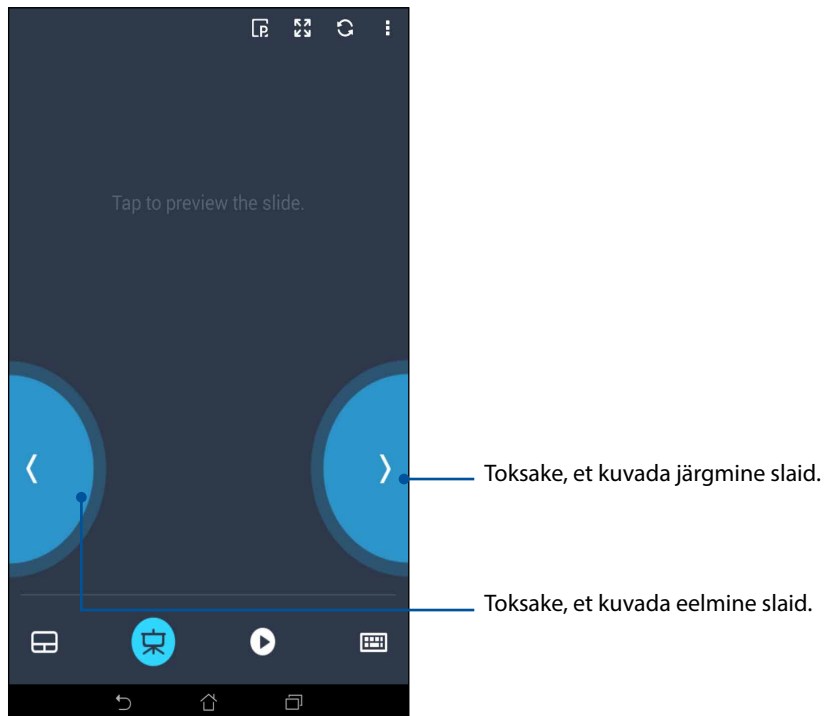 Tap to preview the slide.
Toksake, et kuvada järgmine slaid.
Toksake, et kuvada eelmine slaid.